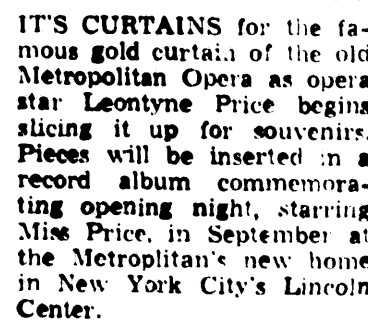 IT'S CURTAINS for the fa-
mous gold curtain of the old
Metropolitan Opera as opera
star Leontyne Price begins
slicing it up for souvenirs.
Pieces will be inserted in a
record album commemora-
ting opening night, starring
Miss Price, in September at
the Metroplitan's new home
in New York City's Lincoln
Center.